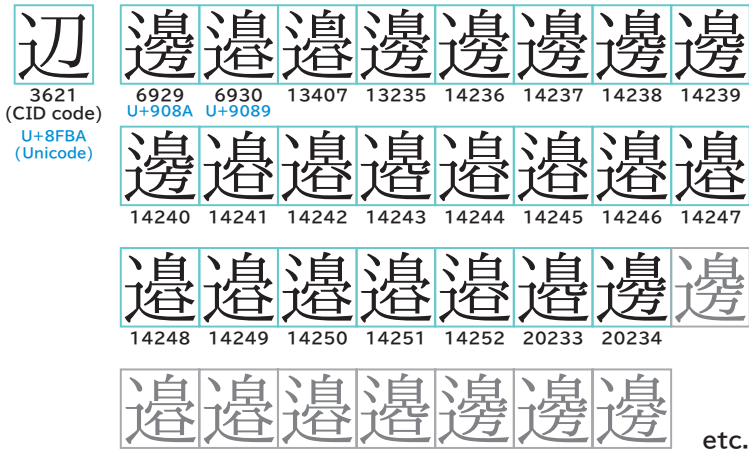 辺 邊 邉 邉 邊 邊 邊 邊 邊
3621 6929 6930 13407 13235 14236 14237 14238 14239
(CID code) U+908A U+9089
U+8FBA
(Unicode)
邊 邉 邉 邉 邉 邉 邉 邉
14240 14241 14242 14243 14244 14245 14246 14247
邉 邉 邉 邉 邉 邉 邊 邊
14248 14249 14250 14251 14252 20233 20234
邉 邉 邉 邉 邊 邊 邊
etc.